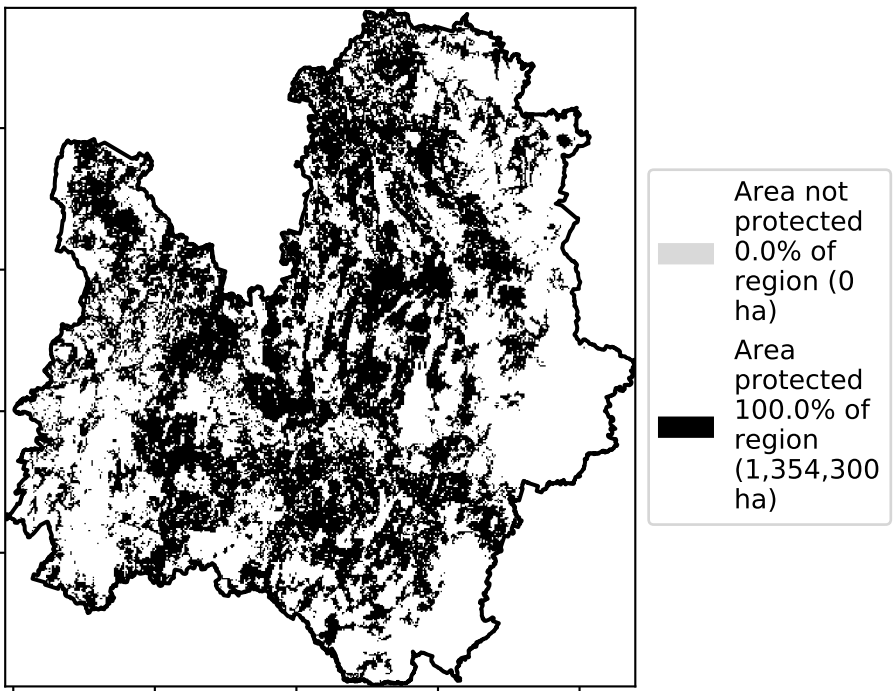 Area not
protected
0.0% of
region (0
ha)
Area
protected
100.0% of
region
(1,354,300
ha)